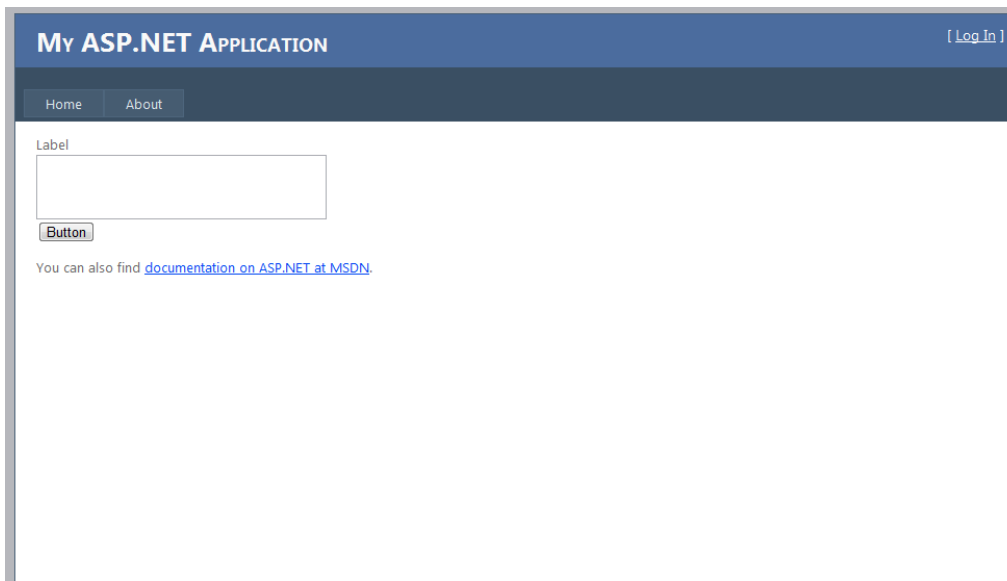 My ASP.NET Application
[ Log In ]
Home About
Label
Button
You can also find documentation on ASP.NET at MSDN.